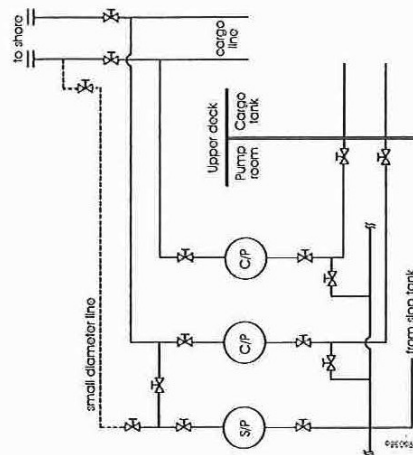 to shore
cargo
line
Upper deck
Pump
room
Cargo
tank
small diameter line
C/P
C/P
S/P
from slop tank